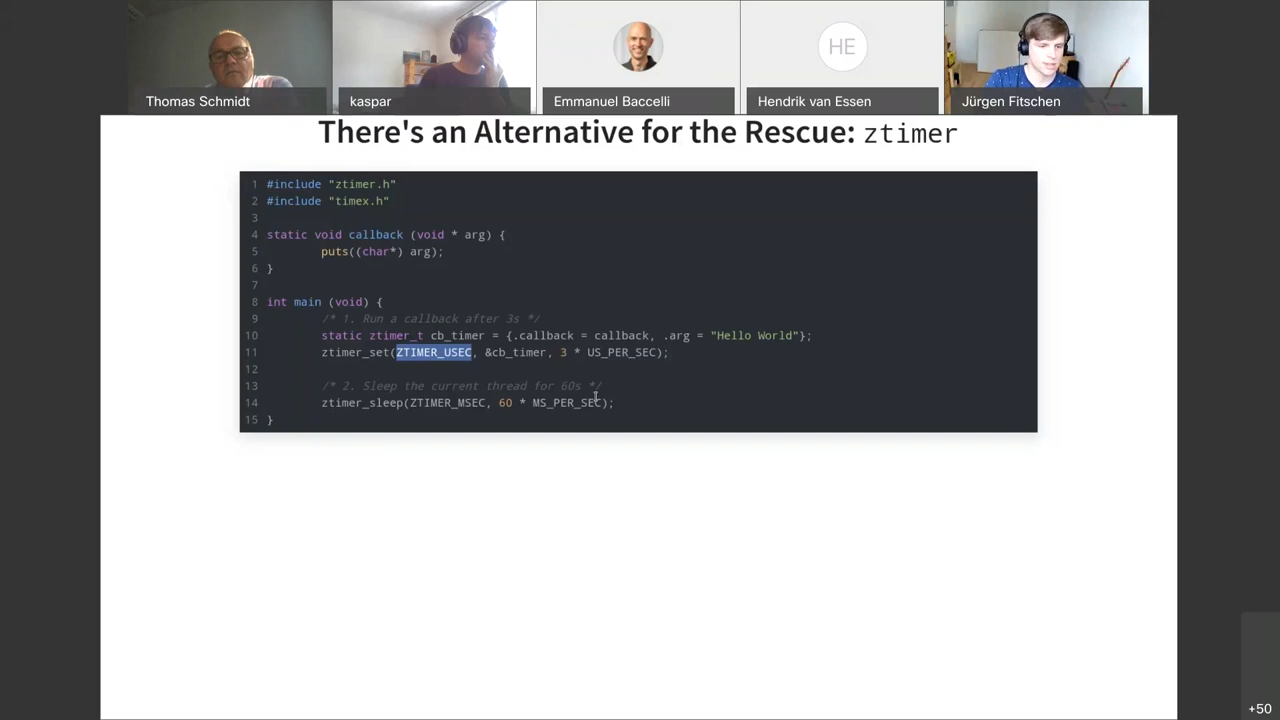 Thomas Schmidt
kaspar
Emmanuel Baccelli
HE
Hendrik van Essen
Jürgen Fitschen
There's an Alternative for the Rescue: ztimer
1 #include "ztimer.h"
2 #include "timex.h"
3
4 static void callback (void * arg) {
5 puts((char*) arg);
6 }
7
8 int main (void) {
9 /* 1. Run a callback after 3s */
10 static ztimer_t cb_timer = {.callback = callback, .arg = "Hello World"};
11 ztimer_set(ZTIMER_USEC, &cb_timer, 3 * US_PER_SEC);
12
13 /* 2. Sleep the current thread for 60s */
14 ztimer_sleep(ZTIMER_MSEC, 60 * MS_PER_SEC);
15 }
+50